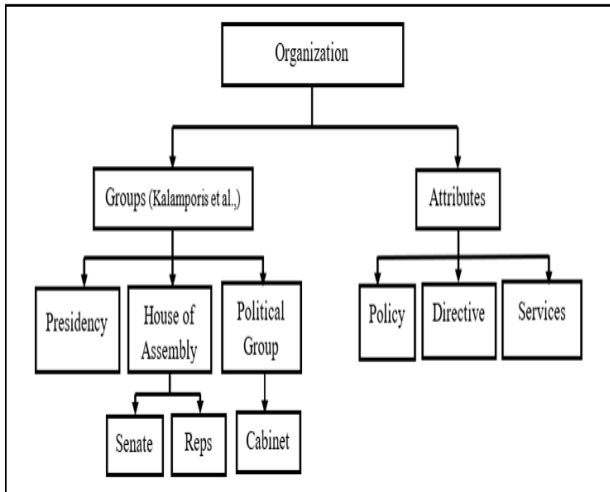 Organization
Groups (Kalamporis et al.,)
Attributes
Presidency
House of
Assembly
Political
Group
Policy
Directive
Services
Senate
Reps
Cabinet